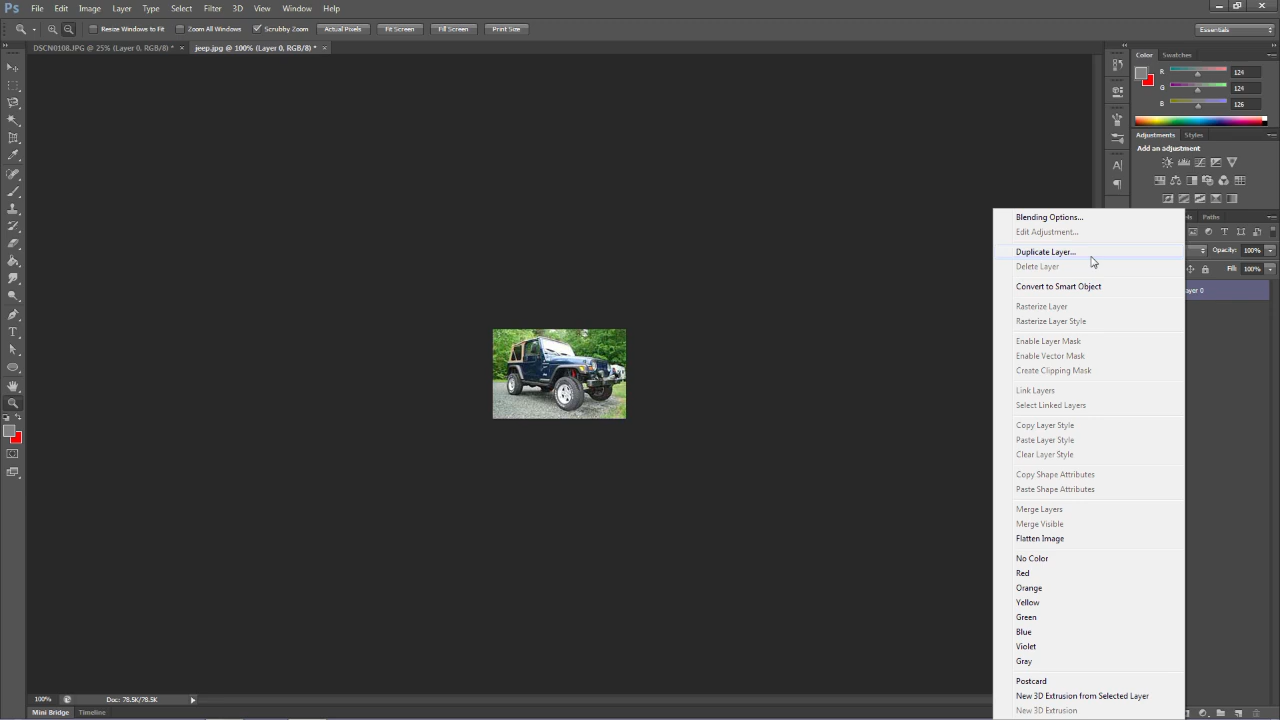 Ps File Edit Image Layer Type Select Filter 3D View Window Help
Resize Windows to Fit Zoom All Windows Scrubby Zoom Actual Pixels Fit Screen Fill Screen Print Size Essentials
DSCN0108.JPG @ 25% (Layer 0, RGB/8) * × jeep.jpg @ 100% (Layer 0, RGB/8) * ×
Color Swatches
R 124
G 124
B 126
Adjustments Styles
Add an adjustment
Paths
Opacity: 100%
Fill: 100%
ayer 0
Blending Options...
Edit Adjustment...
Duplicate Layer...
Delete Layer
Convert to Smart Object
Rasterize Layer
Rasterize Layer Style
Enable Layer Mask
Enable Vector Mask
Create Clipping Mask
Link Layers
Select Linked Layers
Copy Layer Style
Paste Layer Style
Clear Layer Style
Copy Shape Attributes
Paste Shape Attributes
Merge Layers
Merge Visible
Flatten Image
No Color
Red
Orange
Yellow
Green
Blue
Violet
Gray
Postcard
New 3D Extrusion from Selected Layer
New 3D Extrusion
100% Doc: 78.5K/78.5K
Mini Bridge Timeline